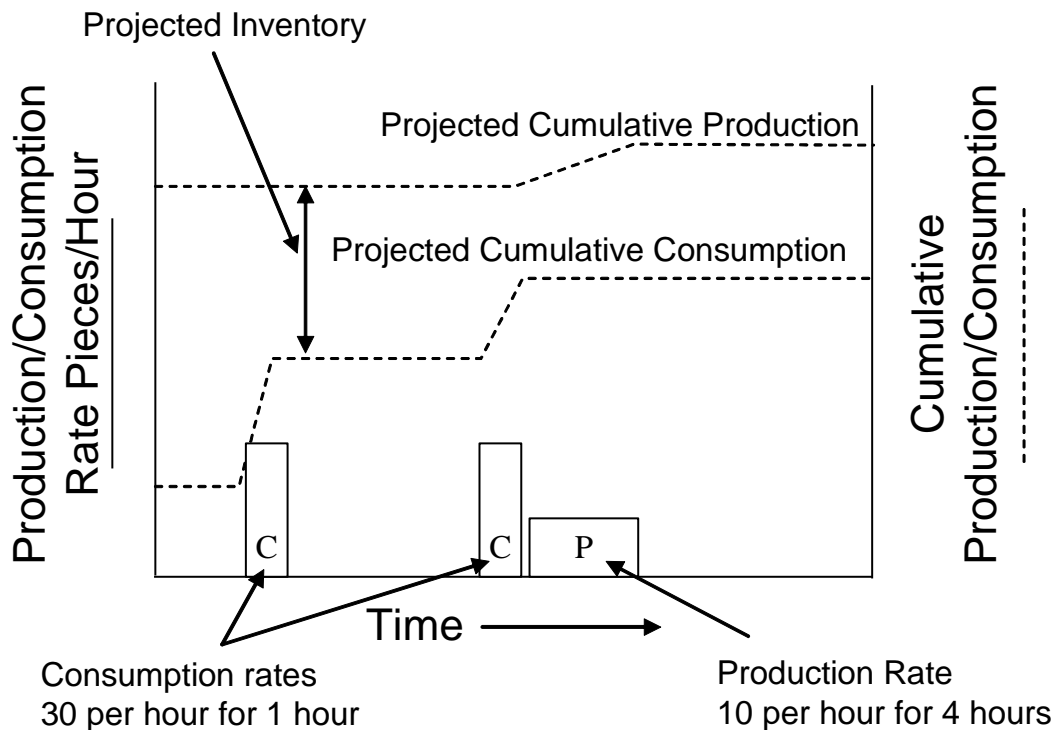 Projected Inventory
Production/Consumption
Rate Pieces/Hour
Projected Cumulative Production
Projected Cumulative Consumption
Cumulative
Production/Consumption
C
C
P
Time
Consumption rates
30 per hour for 1 hour
Production Rate
10 per hour for 4 hours